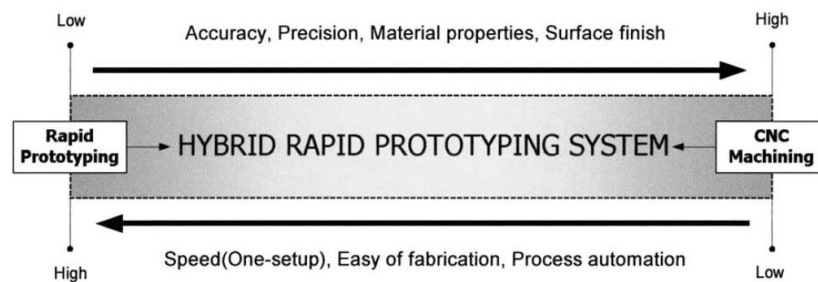 Low
High
Accuracy, Precision, Material properties, Surface finish
Rapid
Prototyping
HYBRID RAPID PROTOTYPING SYSTEM
CNC
Machining
Speed(One-setup), Easy of fabrication, Process automation
High
Low